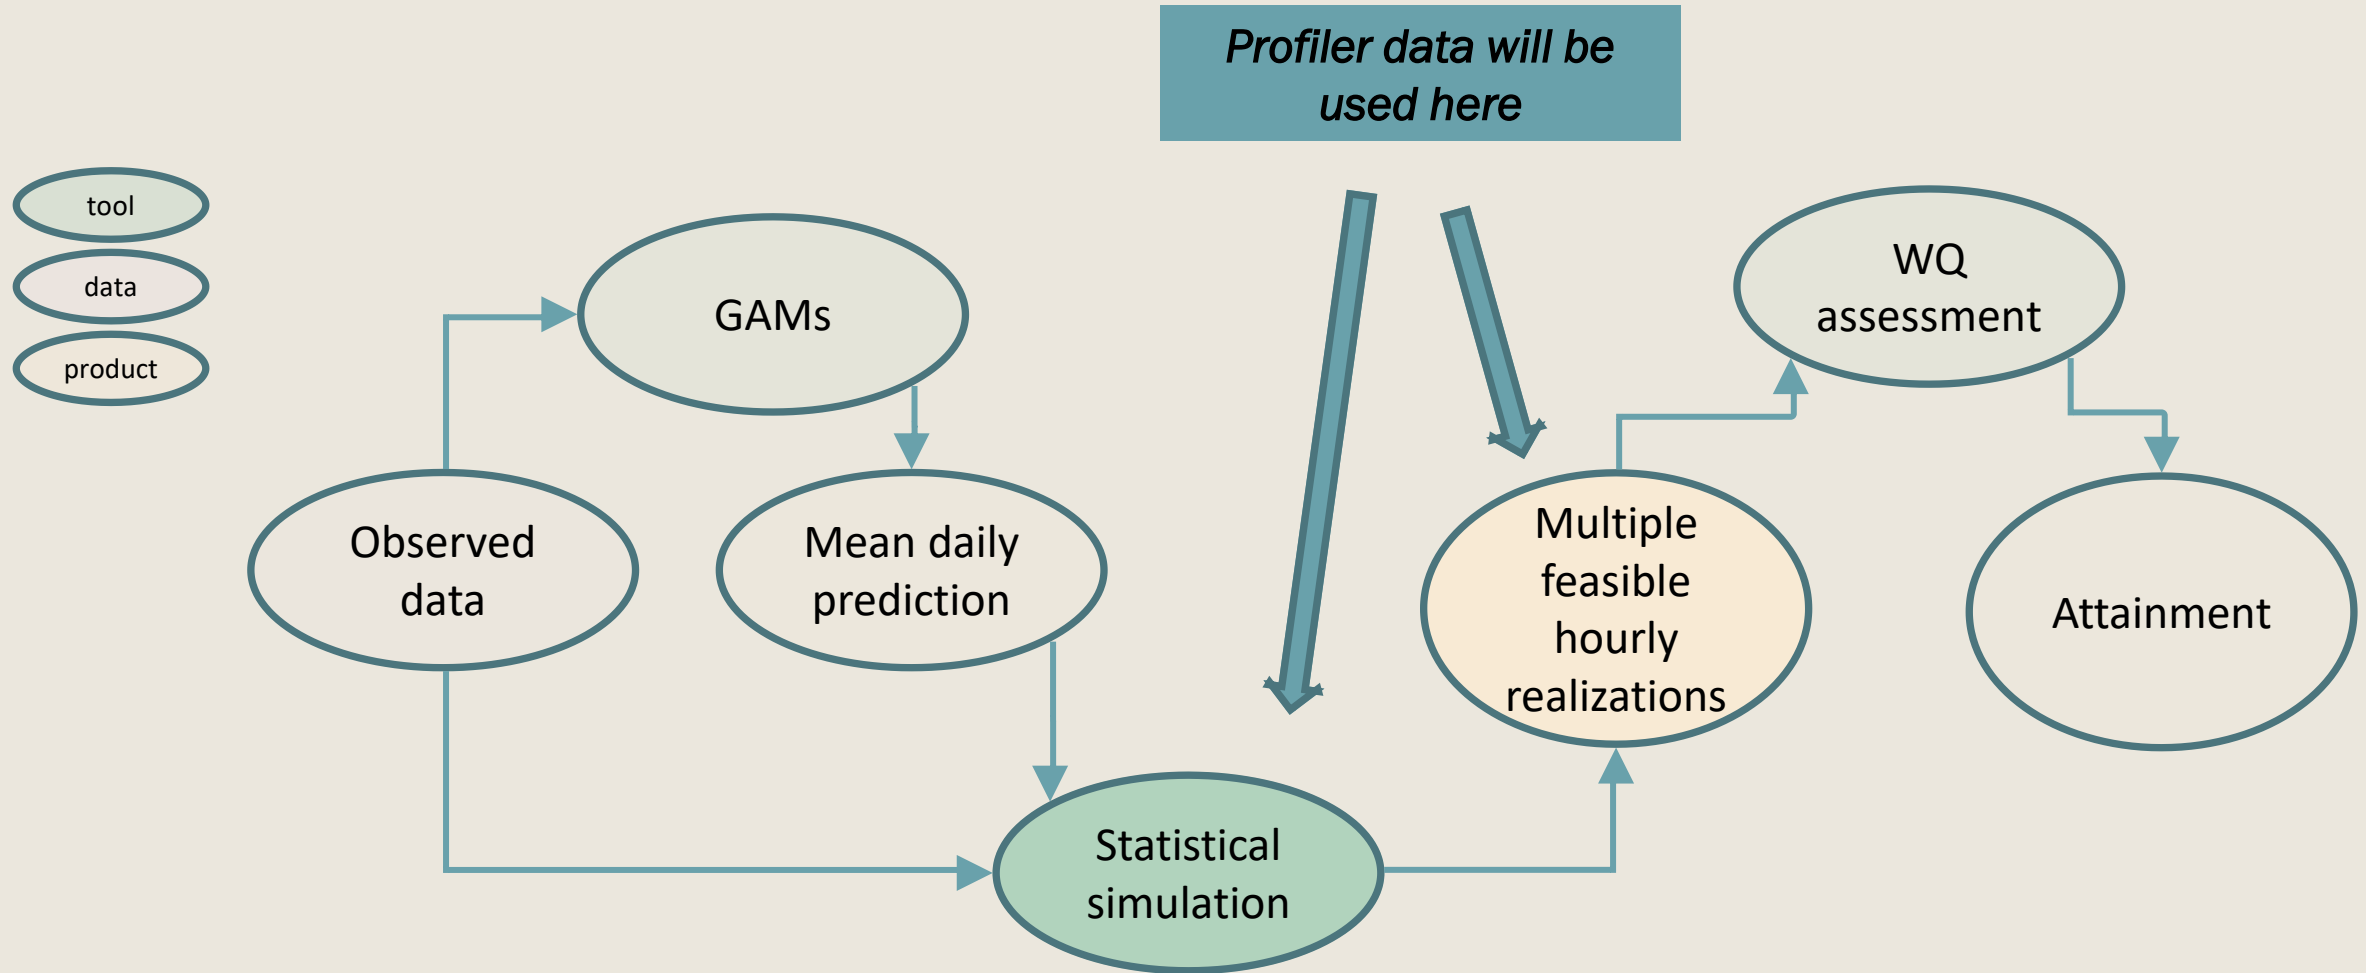 Profiler data will be
used here
tool
data
product
GAMs
WQ
assessment
Observed
data
Mean daily
prediction
Multiple
feasible
hourly
realizations
Attainment
Statistical
simulation